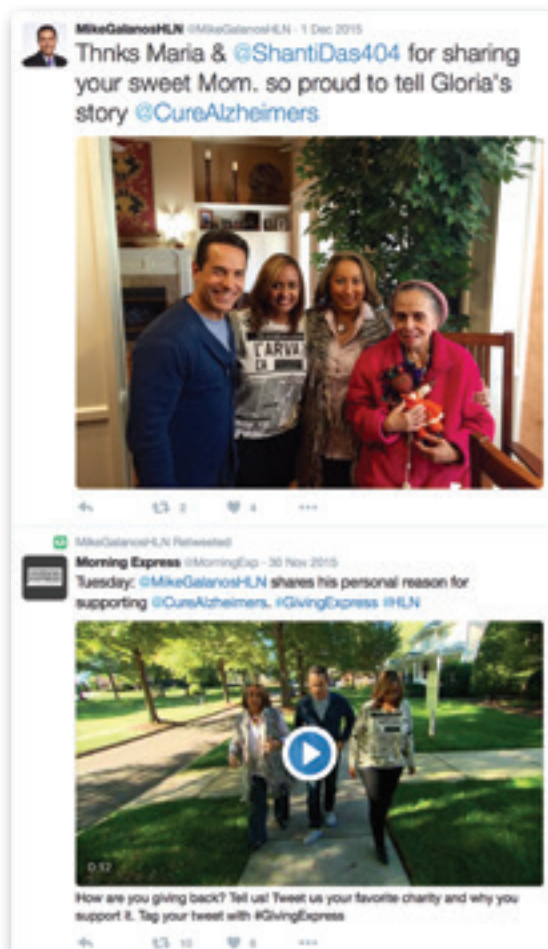 MikeGalanosHLN @MikeGalanosHLN · 1 Dec 2015
Thnks Maria & @ShantiDas404 for sharing
your sweet Mom. so proud to tell Gloria's
story @CureAlzheimers
L'ARVA
2 4
MikeGalanosHLN Retweeted
Morning Express @MorningExp · 30 Nov 2015
Tuesday: @MikeGalanosHLN shares his personal reason for
supporting @CureAlzheimers. #GivingExpress @HLN
0:12
How are you giving back? Tell us! Tweet us your favorite charity and why you
support it. Tag your tweet with #GivingExpress
10 6